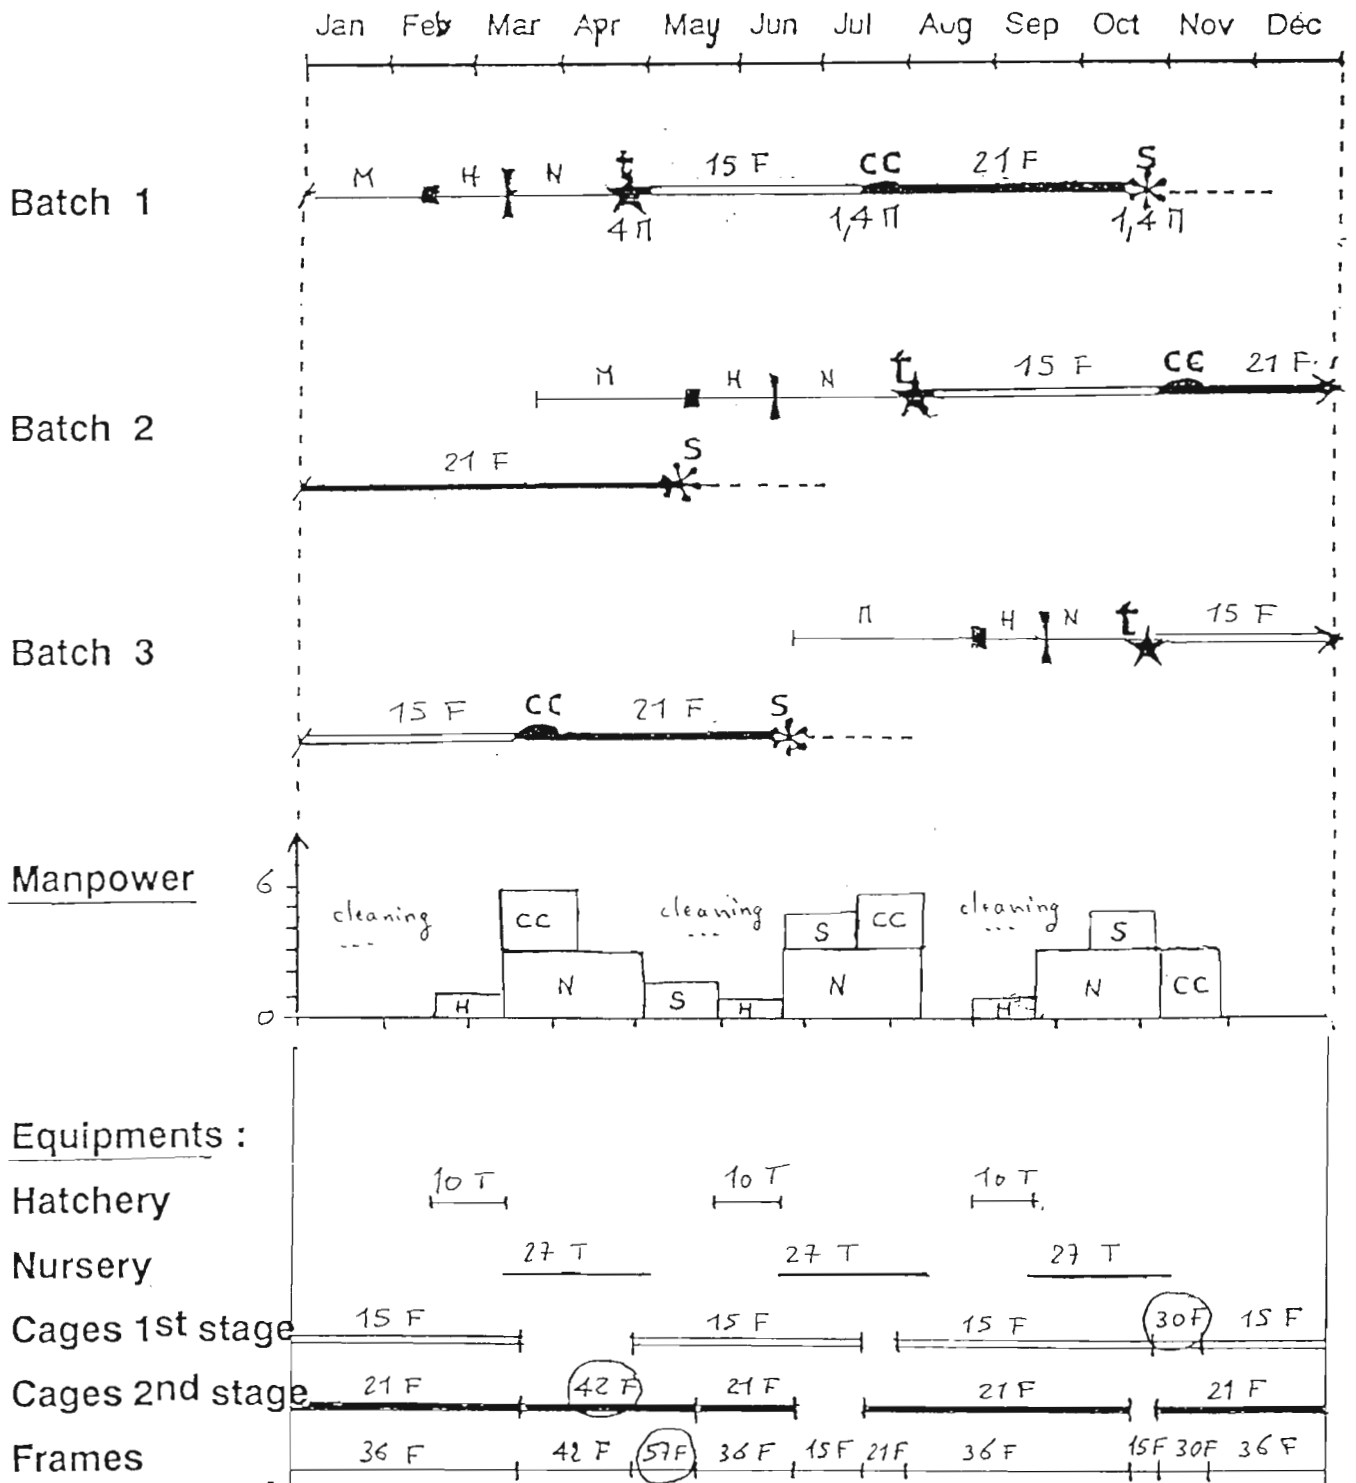 Jan Feb Mar Apr May Jun Jul Aug Sep Oct Nov Déc
M H N t 15 F CC 21 F S
Batch 1
4 M 1,4 M 1,4 M
M H N t 15 F CC 21 F.
Batch 2
21 F S
M H N t 15 F
Batch 3
15 F CC 21 F. S
Manpower
6
cleaning cleaning cleaning
... ... ...
CC S CC S
N N N CC
H S H H
0
Equipments :
Hatchery 10 T 10 T 10 T
Nursery 27 T 27 T 27 T
Cages 1st stage 15 F 15 F 15 F 30F 15 F
Cages 2nd stage 21 F 42 F 21 F 21 F 21 F
Frames 36 F 42 F 57F 36 F 15F 21F 36 F 15F 30F 36 F